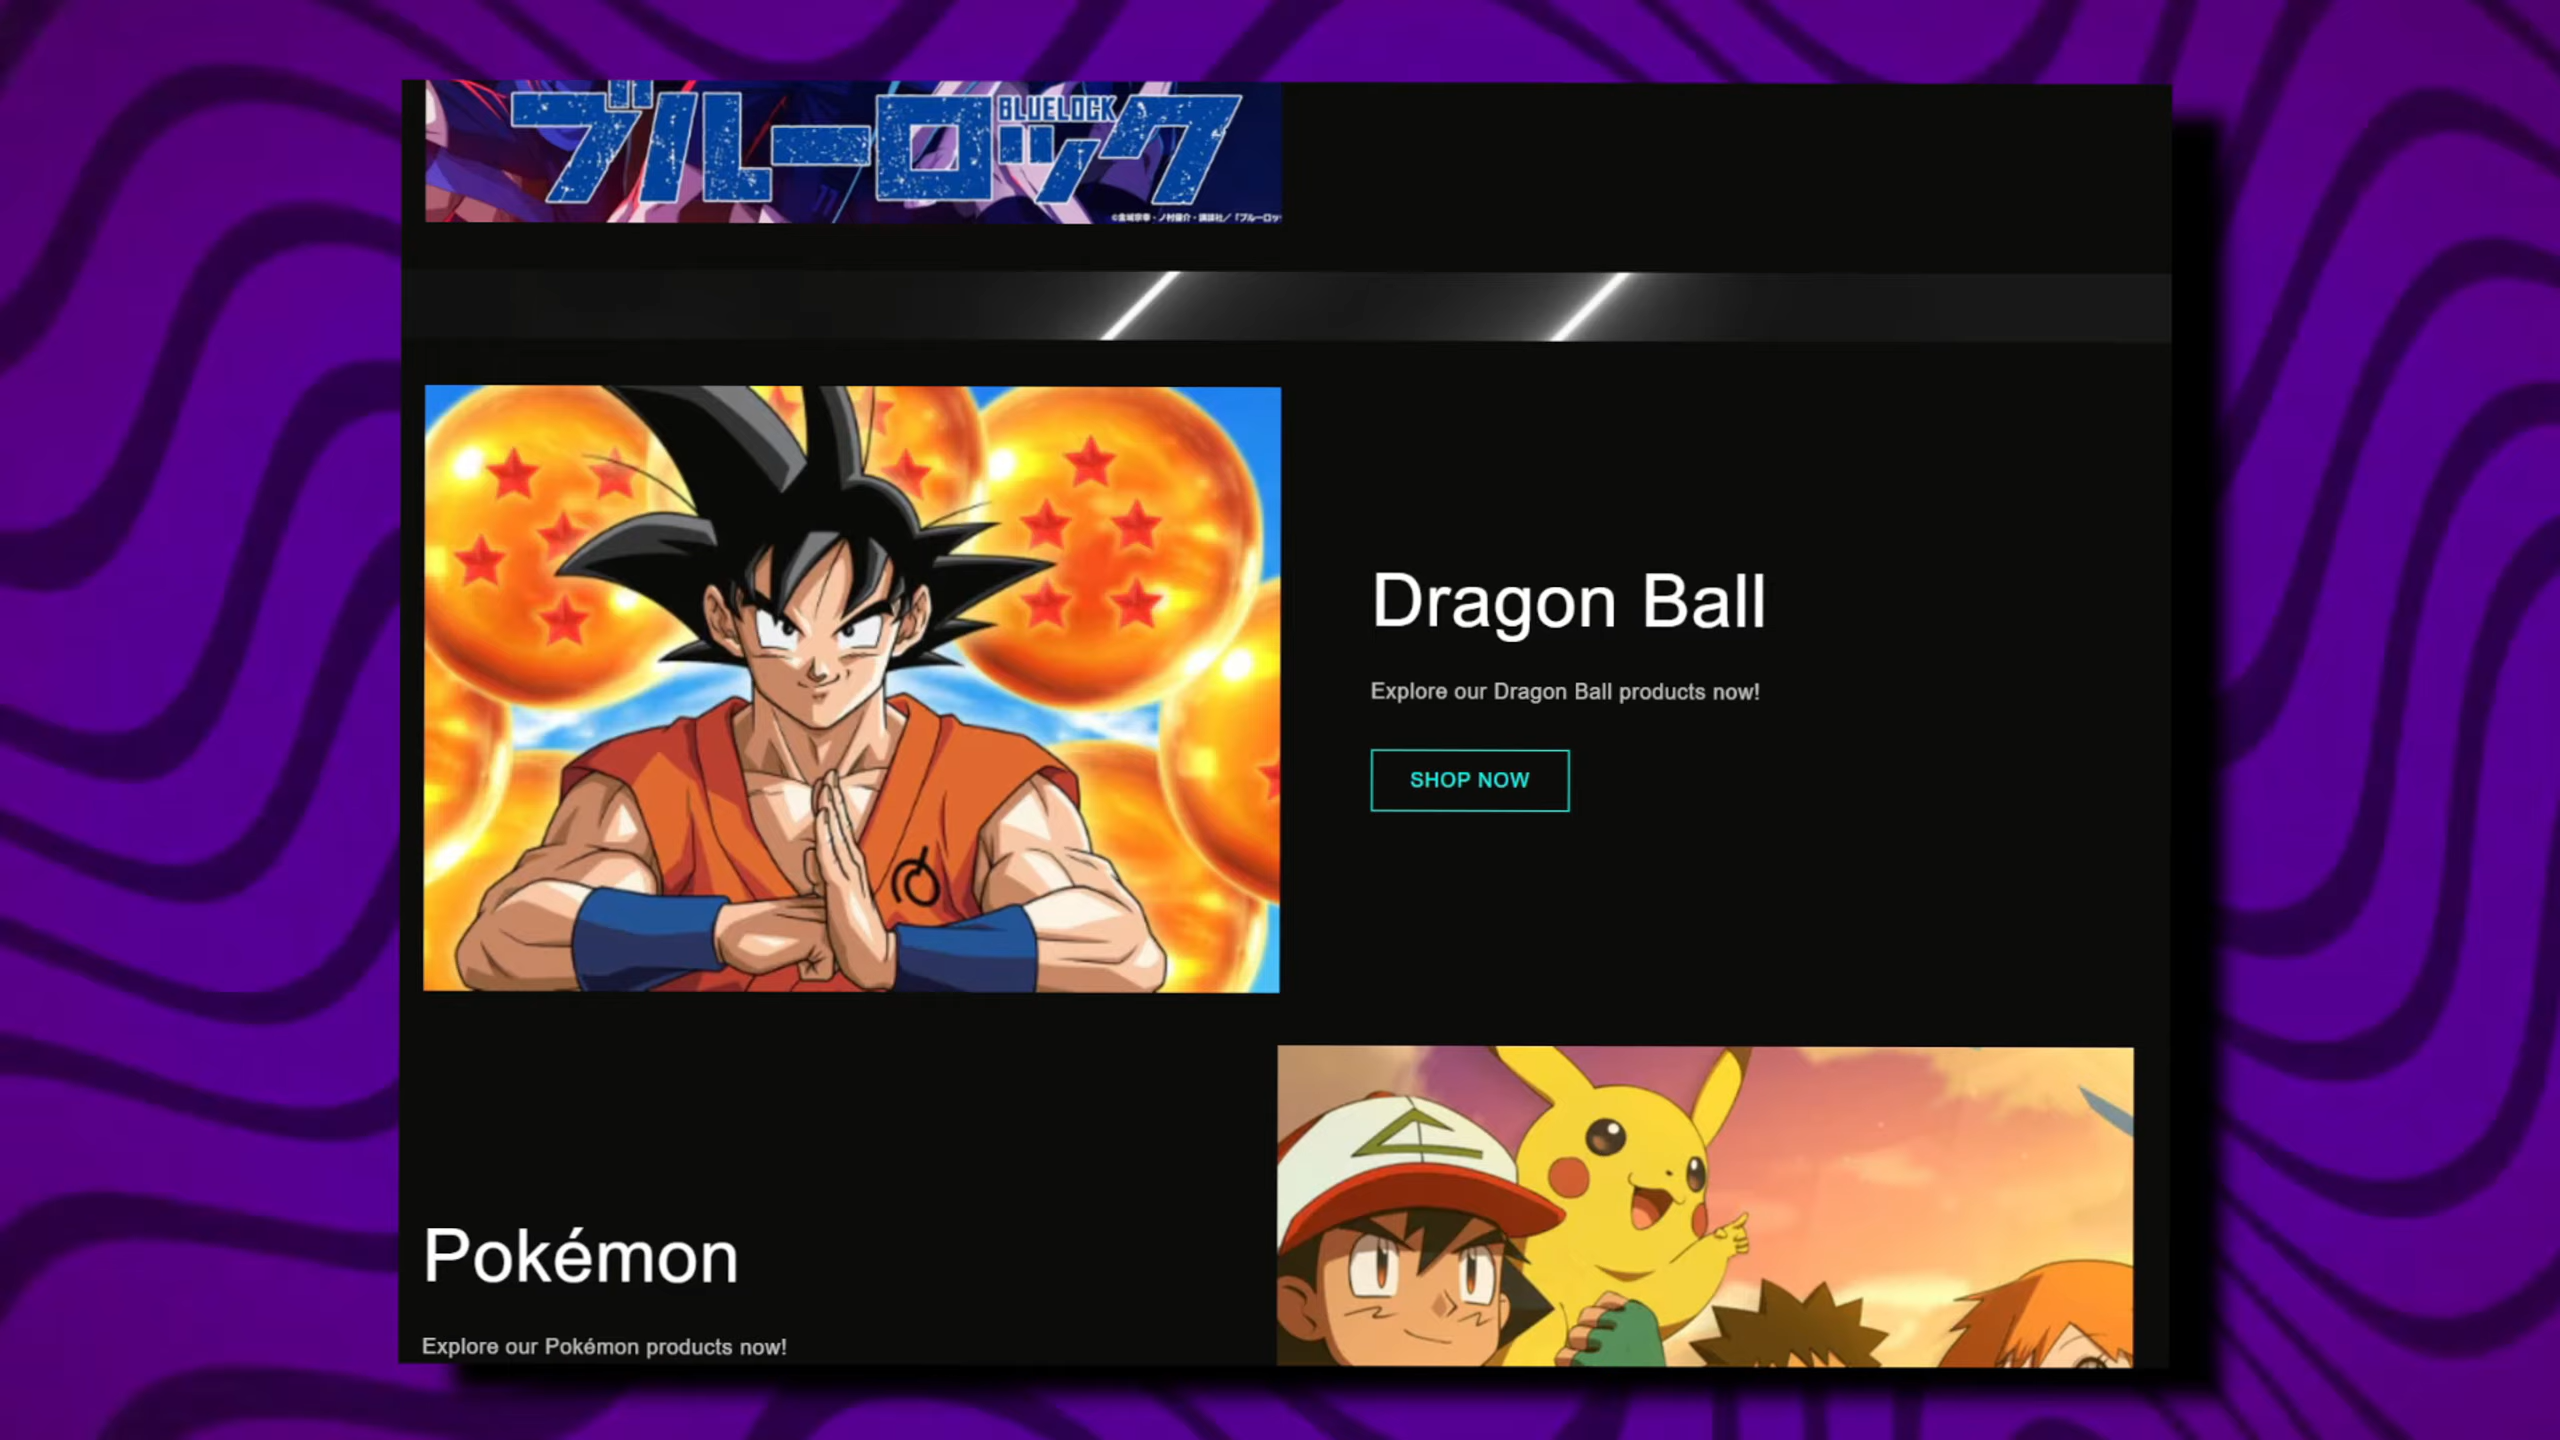 BLUELOCK
ブルーロック
Dragon Ball
Explore our Dragon Ball products now!
SHOP NOW
Pokémon
Explore our Pokémon products now!